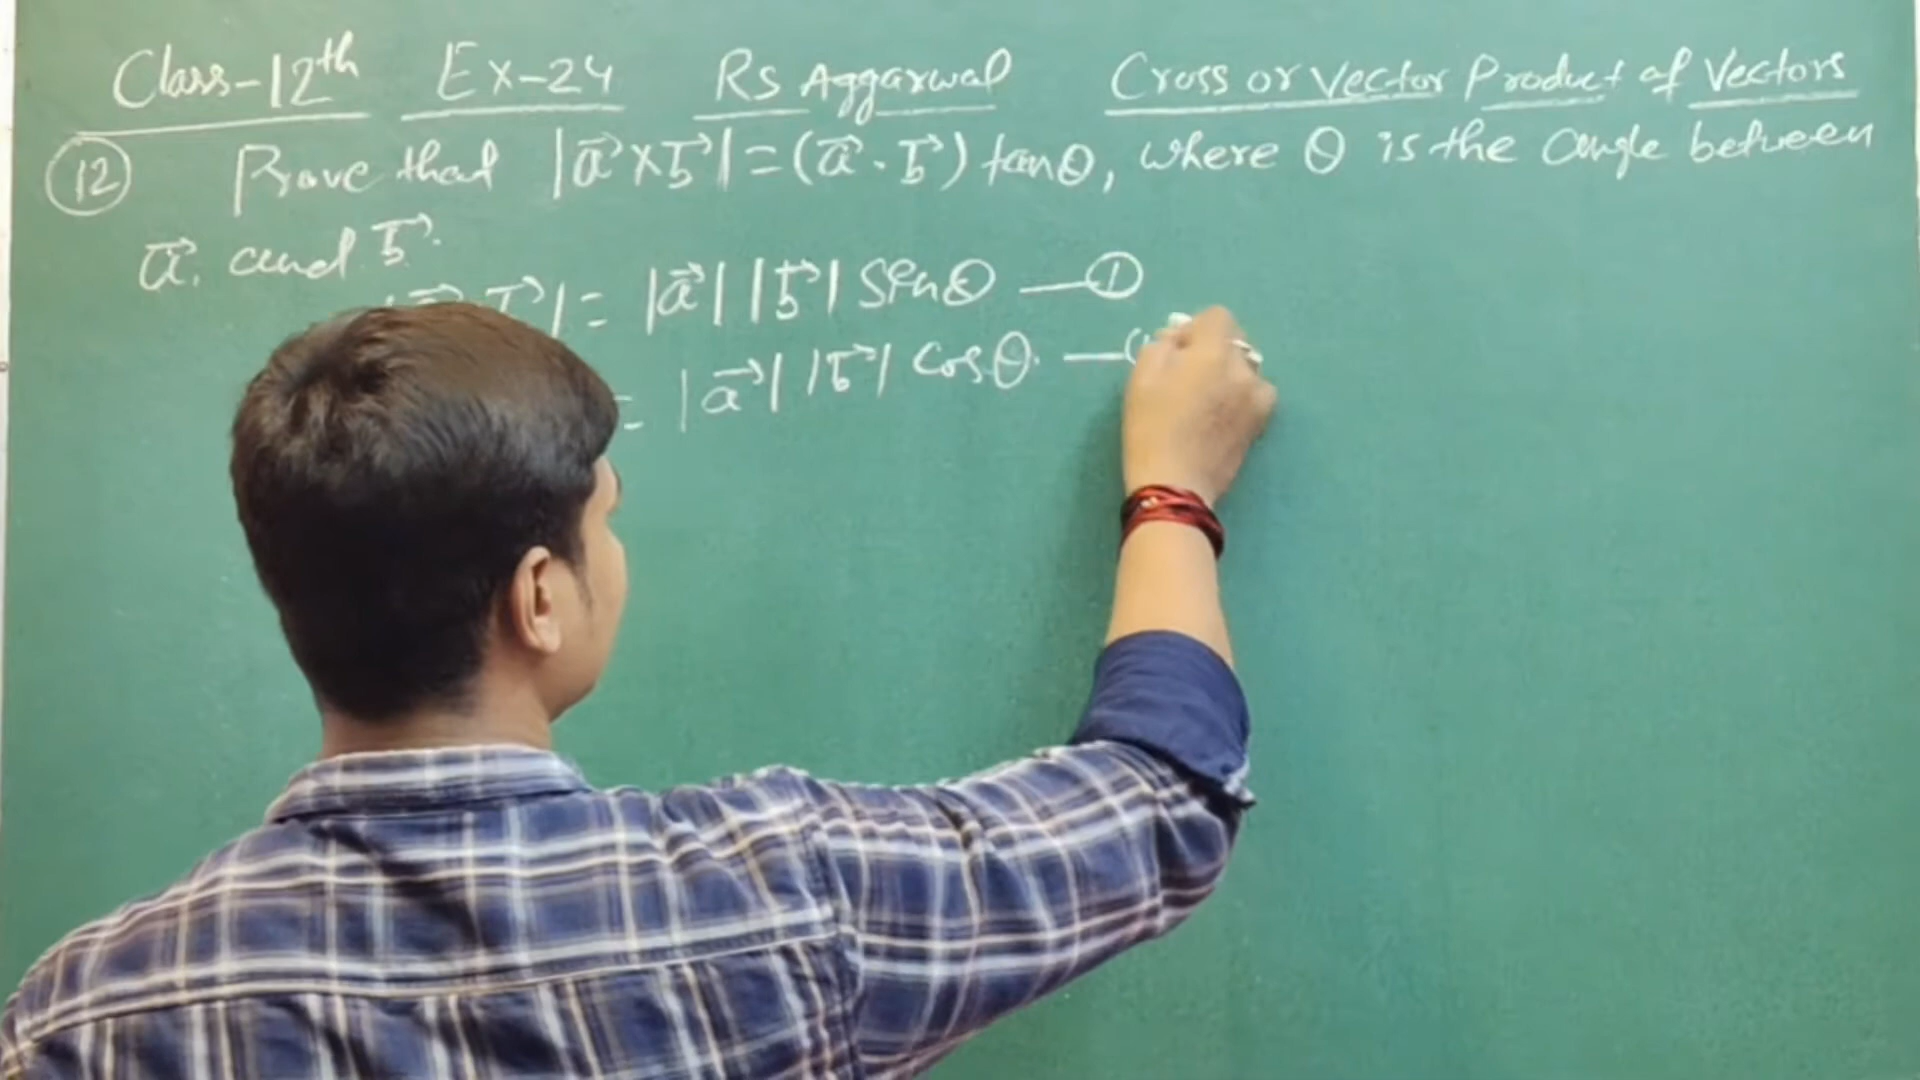 Class-12th Ex-24 RS Aggarwal Cross or Vector Product of Vectors
(12) Prove that |a⃗×b⃗| = (a⃗·b⃗) tanθ, where θ is the angle between
a⃗ and b⃗.
b⃗| = |a⃗| |b⃗| Sinθ —①
= |a⃗| |b⃗| cosθ. —